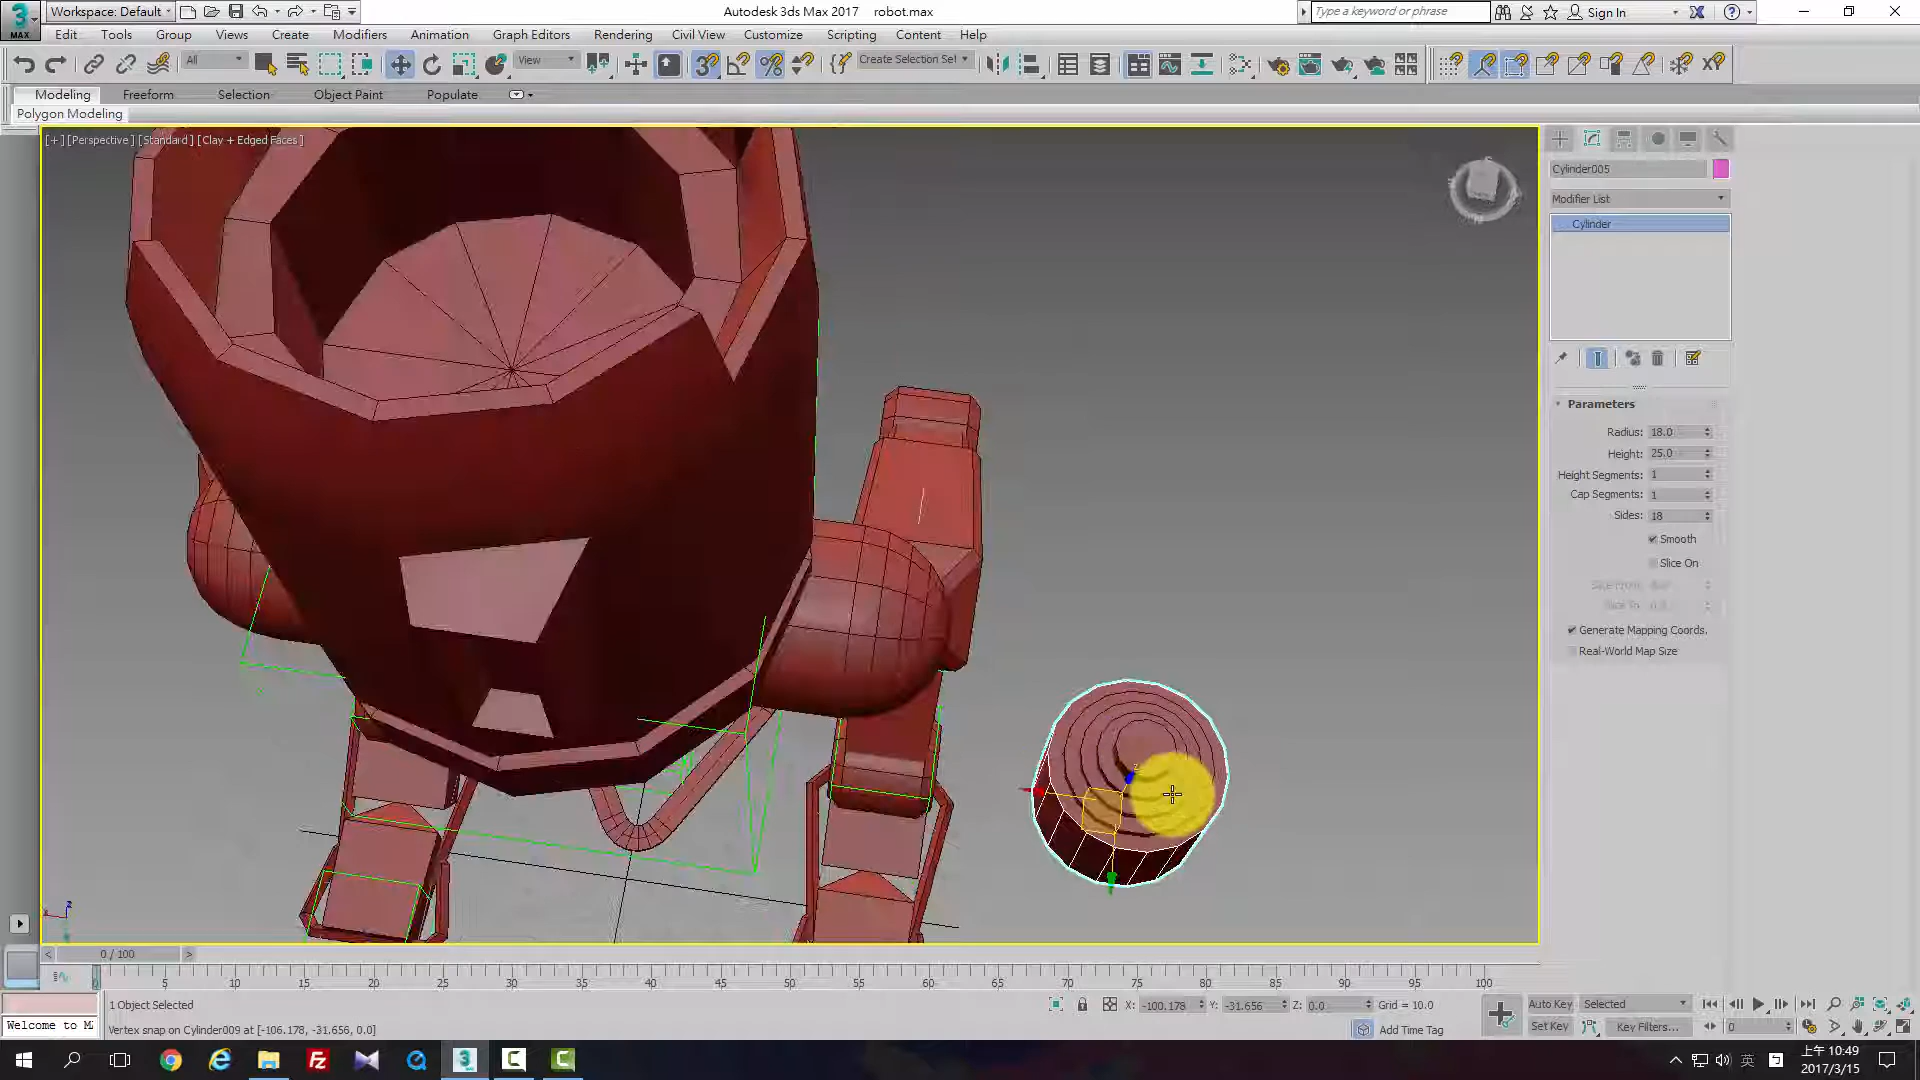 3
MAX
Workspace: Default
Autodesk 3ds Max 2017
robot.max
Type a keyword or phrase
Sign In
Edit
Tools
Group
Views
Create
Modifiers
Animation
Graph Editors
Rendering
Civil View
Customize
Scripting
Content
Help
All
View
3
Create Selection Set
XY
Modeling
Freeform
Selection
Object Paint
Populate
Polygon Modeling
[+] [Perspective] [Standard] [Clay + Edged Faces]
Cylinder005
Modifier List
Cylinder
Parameters
Radius: 18.0
Height: 25.0
Height Segments: 1
Cap Segments: 1
Sides: 18
Smooth
Slice On
Generate Mapping Coords.
Real-World Map Size
z
z
0 / 100
0 5 10 15 20 25 30 35 40 45 50 55 60 65 70 75 80 85 90 95 100
1 Object Selected
X: -100.178 Y: -31.656 Z: 0.0 Grid = 10.0
Auto Key Selected
Welcome to M
Vertex snap on Cylinder009 at [-106.178, -31.656, 0.0]
Add Time Tag
Set Key Key Filters... 0
英
上午 10:49
2017/3/15